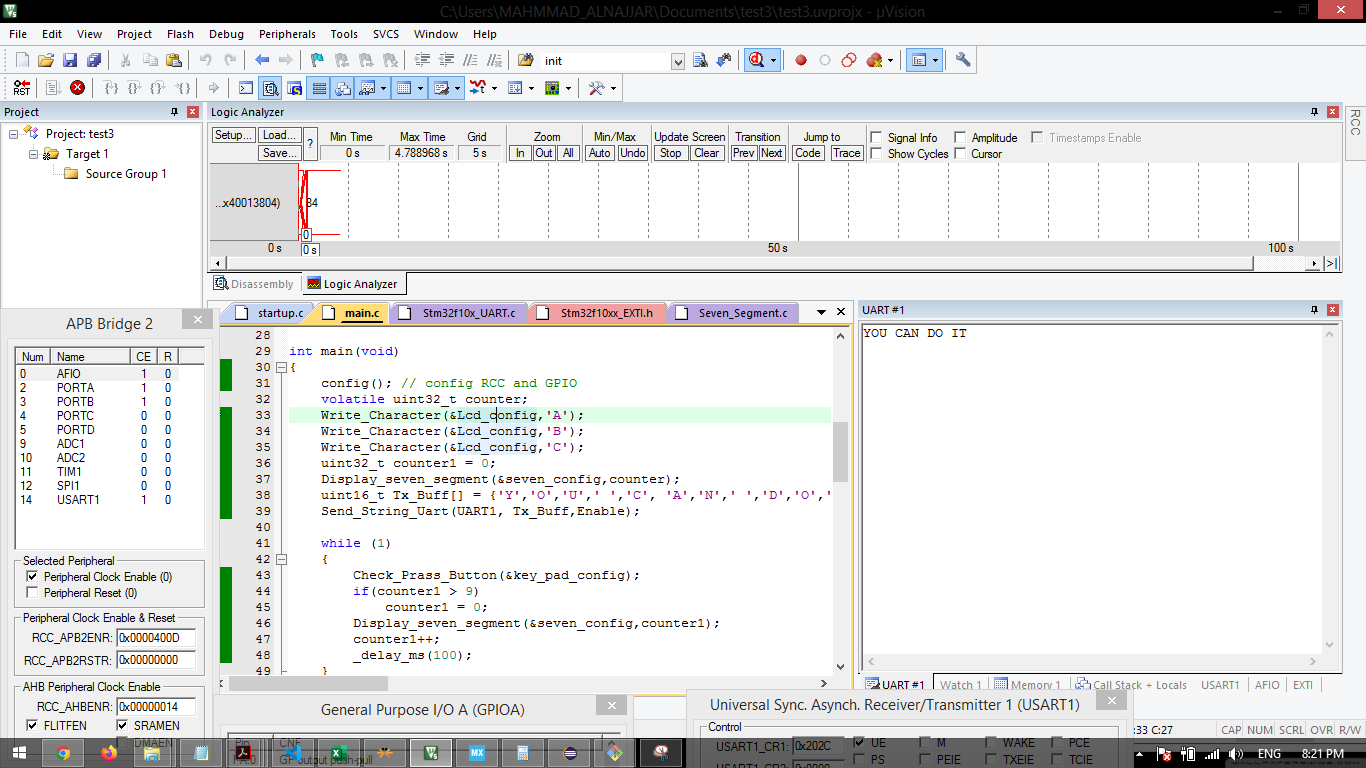 C:\Users\MAHMMAD_ALNAJJAR\Documents\test3\test3.uvprojx - µVision
File Edit View Project Flash Debug Peripherals Tools SVCS Window Help
init
RST
Project
Project: test3
Target 1
Source Group 1
Logic Analyzer
Setup... Load... Save... ?
Min Time Max Time Grid Zoom Min/Max Update Screen Transition Jump to
0 s 4.788968 s 5 s In Out All Auto Undo Stop Clear Prev Next Code Trace
Signal Info Amplitude Timestamps Enable
Show Cycles Cursor
...x40013804) 84
0
0 s 0 s 50 s 100 s
Disassembly Logic Analyzer
RCC
APB Bridge 2
Num Name CE R
0 AFIO 1 0
2 PORTA 1 0
3 PORTB 1 0
4 PORTC 0 0
5 PORTD 0 0
9 ADC1 0 0
10 ADC2 0 0
11 TIM1 0 0
12 SPI1 0 0
14 USART1 1 0
Selected Peripheral
Peripheral Clock Enable (0)
Peripheral Reset (0)
Peripheral Clock Enable & Reset
RCC_APB2ENR: 0x0000400D
RCC_APB2RSTR: 0x00000000
AHB Peripheral Clock Enable
RCC_AHBENR: 0x00000014
FLITFEN SRAMEN
DMAEN
startup.c main.c Stm32f10x_UART.c Stm32f10xx_EXTI.h Seven_Segment.c
28
29 int main(void)
30 {
31 config(); // config RCC and GPIO
32 volatile uint32_t counter;
33 Write_Character(&Lcd_config,'A');
34 Write_Character(&Lcd_config,'B');
35 Write_Character(&Lcd_config,'C');
36 uint32_t counter1 = 0;
37 Display_seven_segment(&seven_config,counter);
38 uint16_t Tx_Buff[] = {'Y','O','U',' ','C', 'A','N',' ','D','O','
39 Send_String_Uart(UART1, Tx_Buff,Enable);
40
41 while (1)
42 {
43 Check_Prass_Button(&key_pad_config);
44 if(counter1 > 9)
45 counter1 = 0;
46 Display_seven_segment(&seven_config,counter1);
47 counter1++;
48 _delay_ms(100);
49 }
UART #1
YOU CAN DO IT
UART #1 Watch 1 Memory 1 Call Stack + Locals USART1 AFIO EXTI
General Purpose I/O A (GPIOA)
Pin CNF
PA.0 GP output push-pull
Universal Sync. Asynch. Receiver/Transmitter 1 (USART1)
Control
USART1_CR1: 0x202C UE M WAKE PCE
USART1_CR2: 0x0000 PS PEIE TXEIE TCIE
:33 C:27 CAP NUM SCRL OVR R/W
MX
ENG 8:21 PM